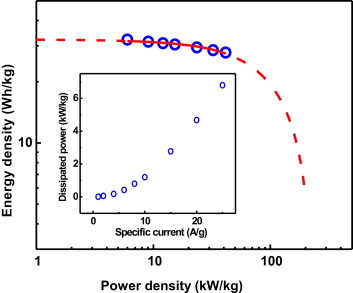 Energy density (Wh/kg)
10
Dissipated power (kW/kg)
6
4
2
0
0 10 20
Specific current (A/g)
1 10 100
Power density (kW/kg)